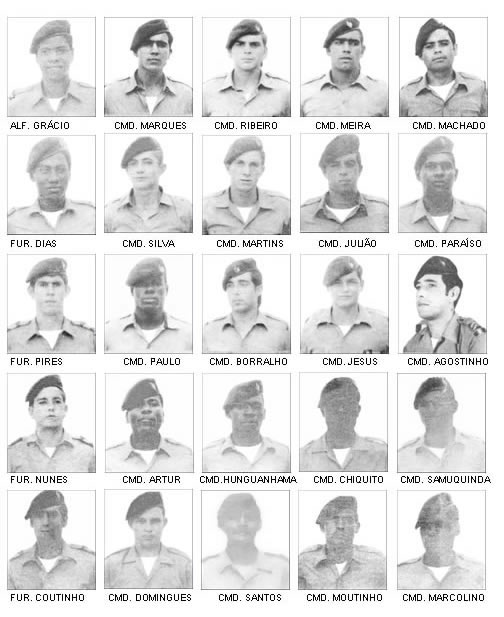 ALF. GRÁCIO
CMD. MARQUES
CMD. RIBEIRO
CMD. MEIRA
CMD. MACHADO
FUR. DIAS
CMD. SILVA
CMD. MARTINS
CMD. JULIÃO
CMD. PARAÍSO
FUR. PIRES
CMD. PAULO
CMD. BORRALHO
CMD. JESUS
CMD. AGOSTINHO
FUR. NUNES
CMD. ARTUR
CMD.HUNGUANHAMA
CMD. CHIQUITO
CMD. SAMUQUINDA
FUR. COUTINHO
CMD. DOMINGUES
CMD. SANTOS
CMD. MOUTINHO
CMD. MARCOLINO